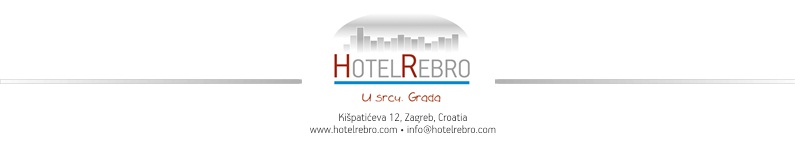 HOTELREBRO
U srcu Grada
Kišpatićeva 12, Zagreb, Croatia
www.hotelrebro.com • info@hotelrebro.com